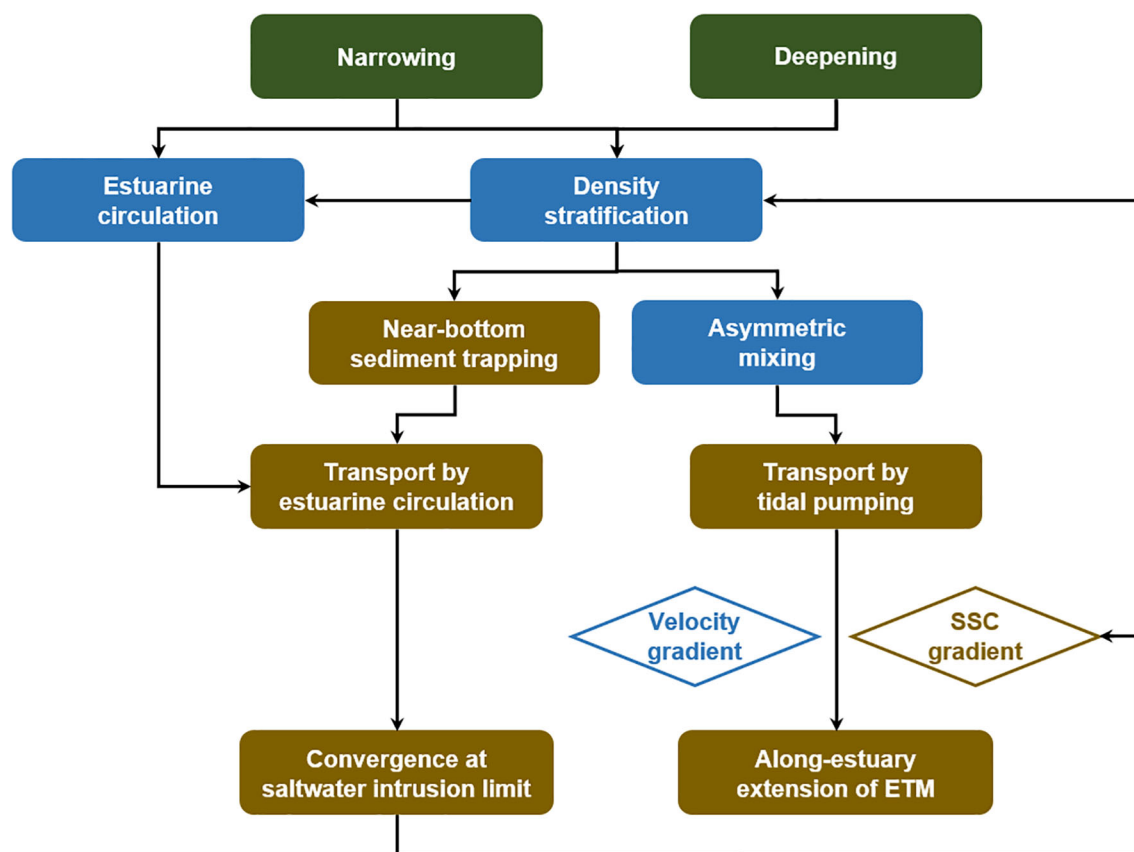 Narrowing
Deepening
Estuarine
circulation
Density
stratification
Near-bottom
sediment trapping
Asymmetric
mixing
Transport by
estuarine circulation
Transport by
tidal pumping
Velocity
gradient
SSC
gradient
Convergence at
saltwater intrusion limit
Along-estuary
extension of ETM